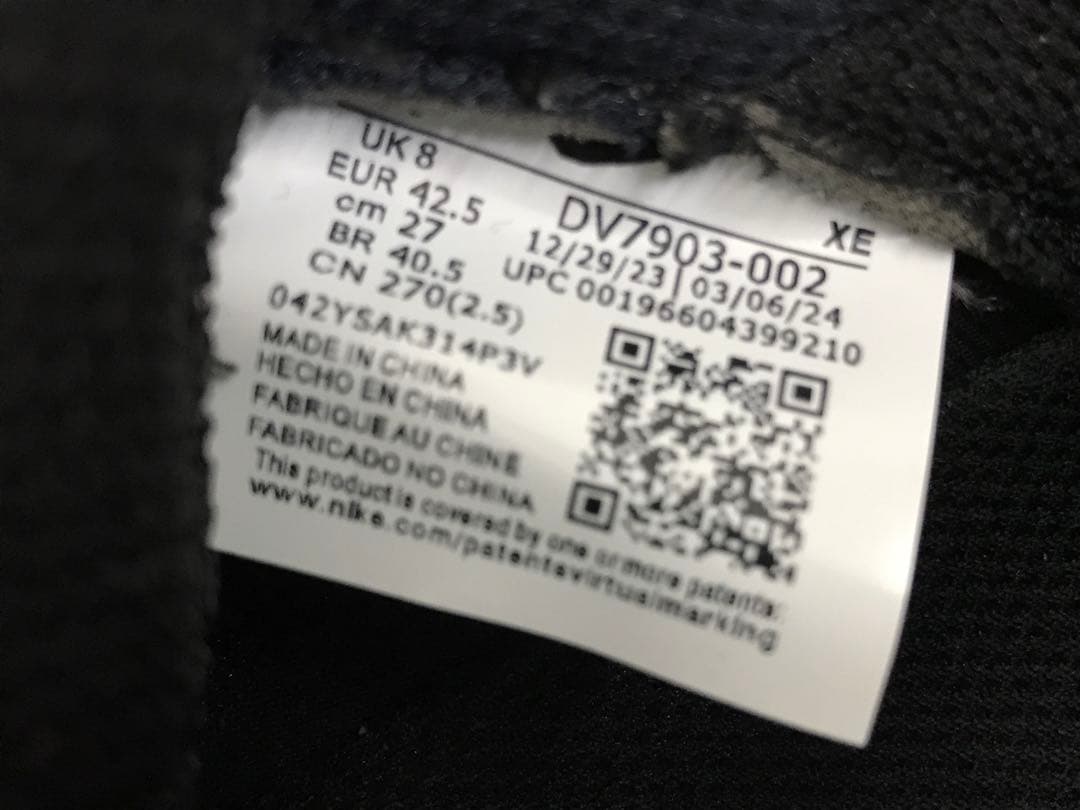 UK 8
EUR 42.5
cm 27
BR 40.5
CN 270(2.5)
XE
DV7903-002
12/29/23 | 03/06/24
UPC 00196604399210
042YSAK314P3V
MADE IN CHINA
HECHO EN CHINA
FABRIQUE AU CHINE
FABRICADO NO CHINA
This product is covered by one or more patents:
www.nike.com/patentsvirtualmarking